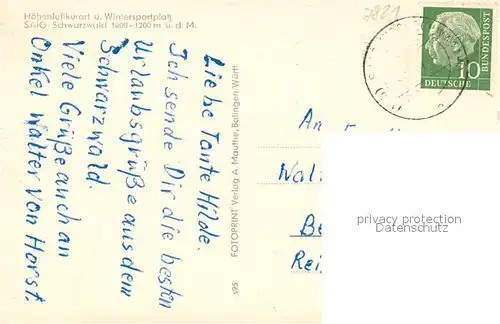 Höhenluftkurort u. Wintersportplatz
SAIG/Schwarzwald 1000-1200 m ü. d. M.
Liebe Tante Hilde.
Ich sende Dir die besten
Urlaubsgrüße aus dem
Schwarzwald.
Viele Grüße auch an
Onkel Walter von Horst.
FOTOPRINT Verlag A. Mauthe, Balingen Württ.
595
7821
10
DEUTSCHE
BUNDESPOST
An
Wal
Be
Rei
privacy protection
Datenschutz